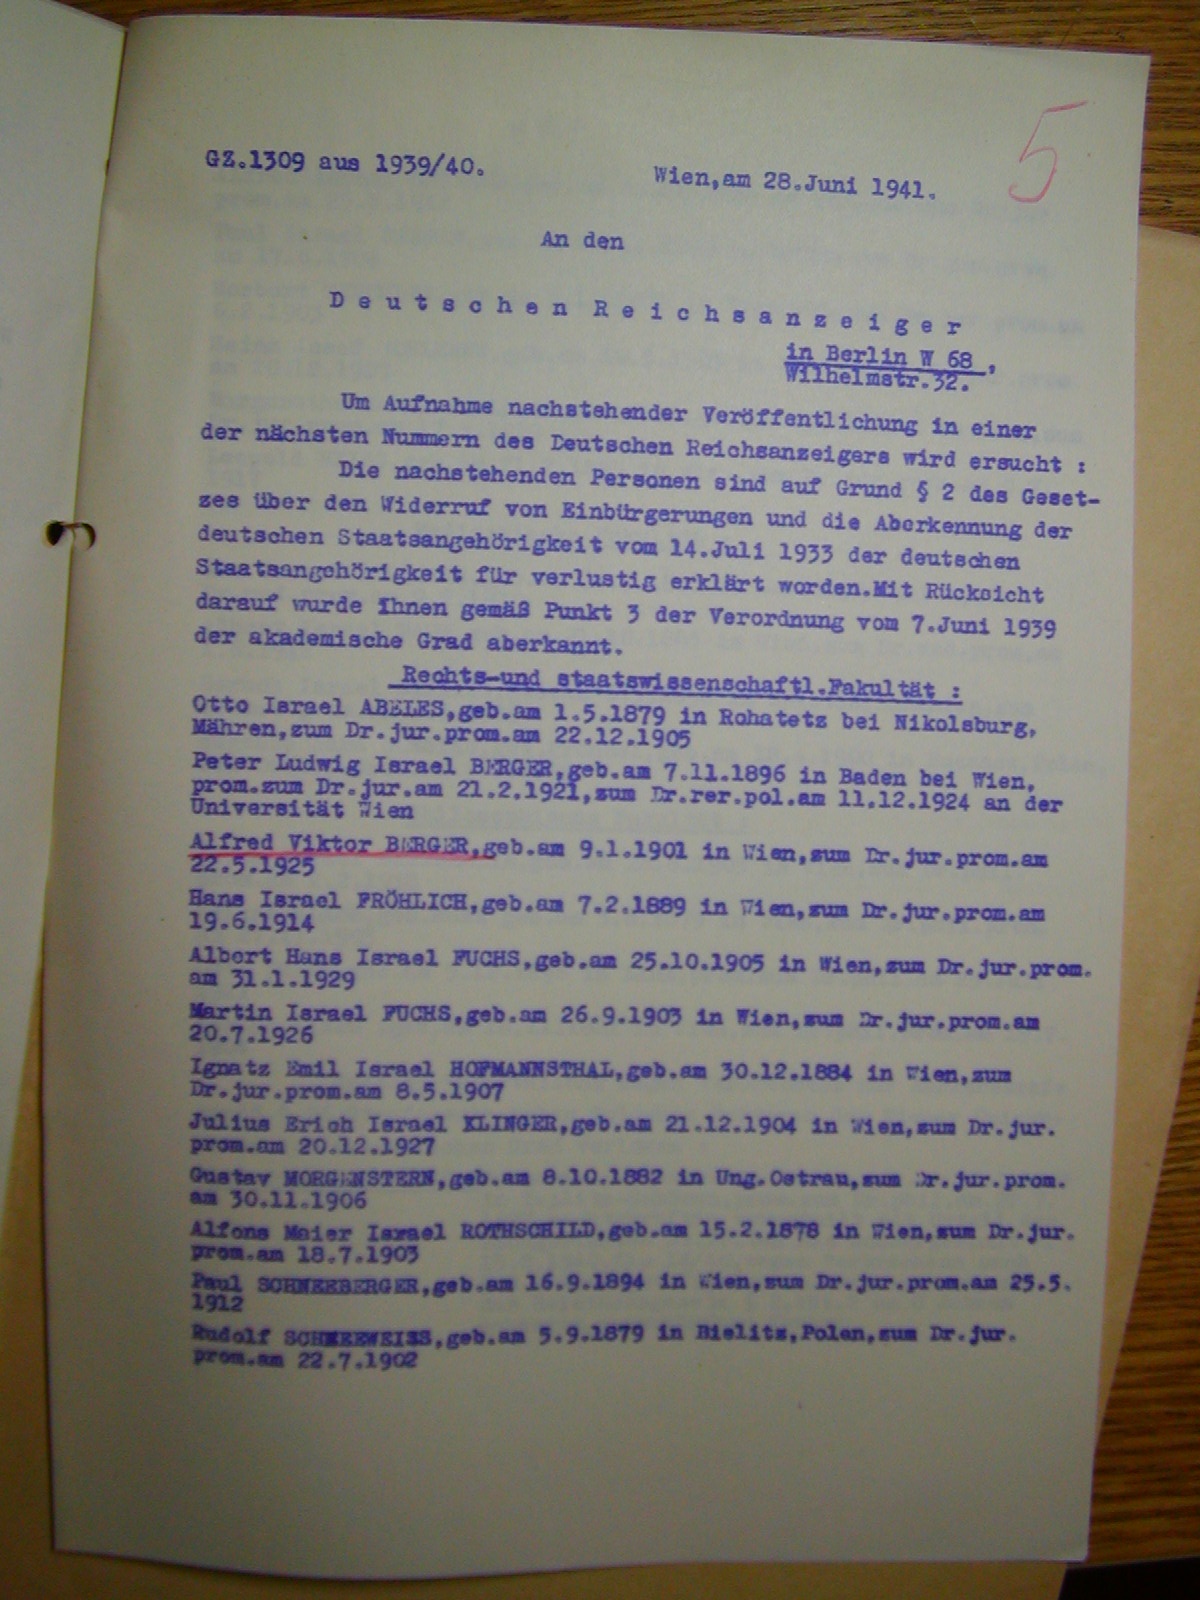 5
GZ.1309 aus 1939/40.
Wien,am 28.Juni 1941.
An den
Deutschen Reichsanzeiger
in Berlin W 68 ,
Wilhelmstr.32.
Um Aufnahme nachstehender Veröffentlichung in einer
der nächsten Nummern des Deutschen Reichsanzeigers wird ersucht :
Die nachstehenden Personen sind auf Grund § 2 des Geset-
zes über den Widerruf von Einbürgerungen und die Aberkennung der
deutschen Staatsangehörigkeit vom 14.Juli 1933 der deutschen
Staatsangehörigkeit für verlustig erklärt worden.Mit Rücksicht
darauf wurde ihnen gemäß Punkt 3 der Verordnung vom 7.Juni 1939
der akademische Grad aberkannt.
Rechts-und staatswissenschaftl.Fakultät :
Otto Israel ABELES,geb.am 1.5.1879 in Rohatetz bei Nikolsburg,
Mähren,zum Dr.jur.prom.am 22.12.1905
Peter Ludwig Israel BERGER,geb.am 7.11.1896 in Baden bei Wien,
prom.zum Dr.jur.am 21.2.1921,zum Dr.rer.pol.am 11.12.1924 an der
Universität Wien
Alfred Viktor BERGER,geb.am 9.1.1901 in Wien,zum Dr.jur.prom.am
22.5.1925
Hans Israel FRÖHLICH,geb.am 7.2.1889 in Wien,zum Dr.jur.prom.am
19.6.1914
Albert Hans Israel FUCHS,geb.am 25.10.1905 in Wien,zum Dr.jur.prom.
am 31.1.1929
Martin Israel FUCHS,geb.am 26.9.1903 in Wien,zum Dr.jur.prom.am
20.7.1926
Ignatz Emil Israel HOFMANNSTHAL,geb.am 30.12.1884 in Wien,zum
Dr.jur.prom.am 8.5.1907
Julius Erich Israel KLINGER,geb.am 21.12.1904 in Wien,zum Dr.jur.
prom.am 20.12.1927
Gustav MORGENSTERN,geb.am 8.10.1882 in Ung.Ostrau,zum Dr.jur.prom.
am 30.11.1906
Alfons Maier Israel ROTHSCHILD,geb.am 15.2.1878 in Wien,zum Dr.jur.
prom.am 18.7.1903
Paul SCHNEEBERGER,geb.am 16.9.1894 in Wien,zum Dr.jur.prom.am 25.5.
1912
Rudolf SCHNEEWEISS,geb.am 5.9.1879 in Bielitz,Polen,zum Dr.jur.
prom.am 22.7.1902